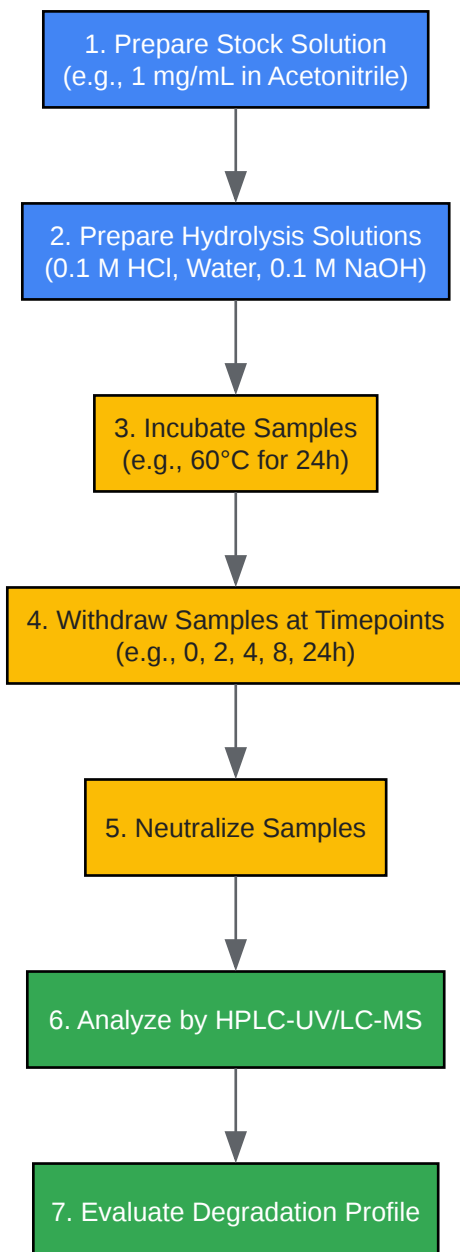 1. Prepare Stock Solution
(e.g., 1 mg/mL in Acetonitrile)
2. Prepare Hydrolysis Solutions
(0.1 M HCl, Water, 0.1 M NaOH)
3. Incubate Samples
(e.g., 60°C for 24h)
4. Withdraw Samples at Timepoints
(e.g., 0, 2, 4, 8, 24h)
5. Neutralize Samples
6. Analyze by HPLC-UV/LC-MS
7. Evaluate Degradation Profile